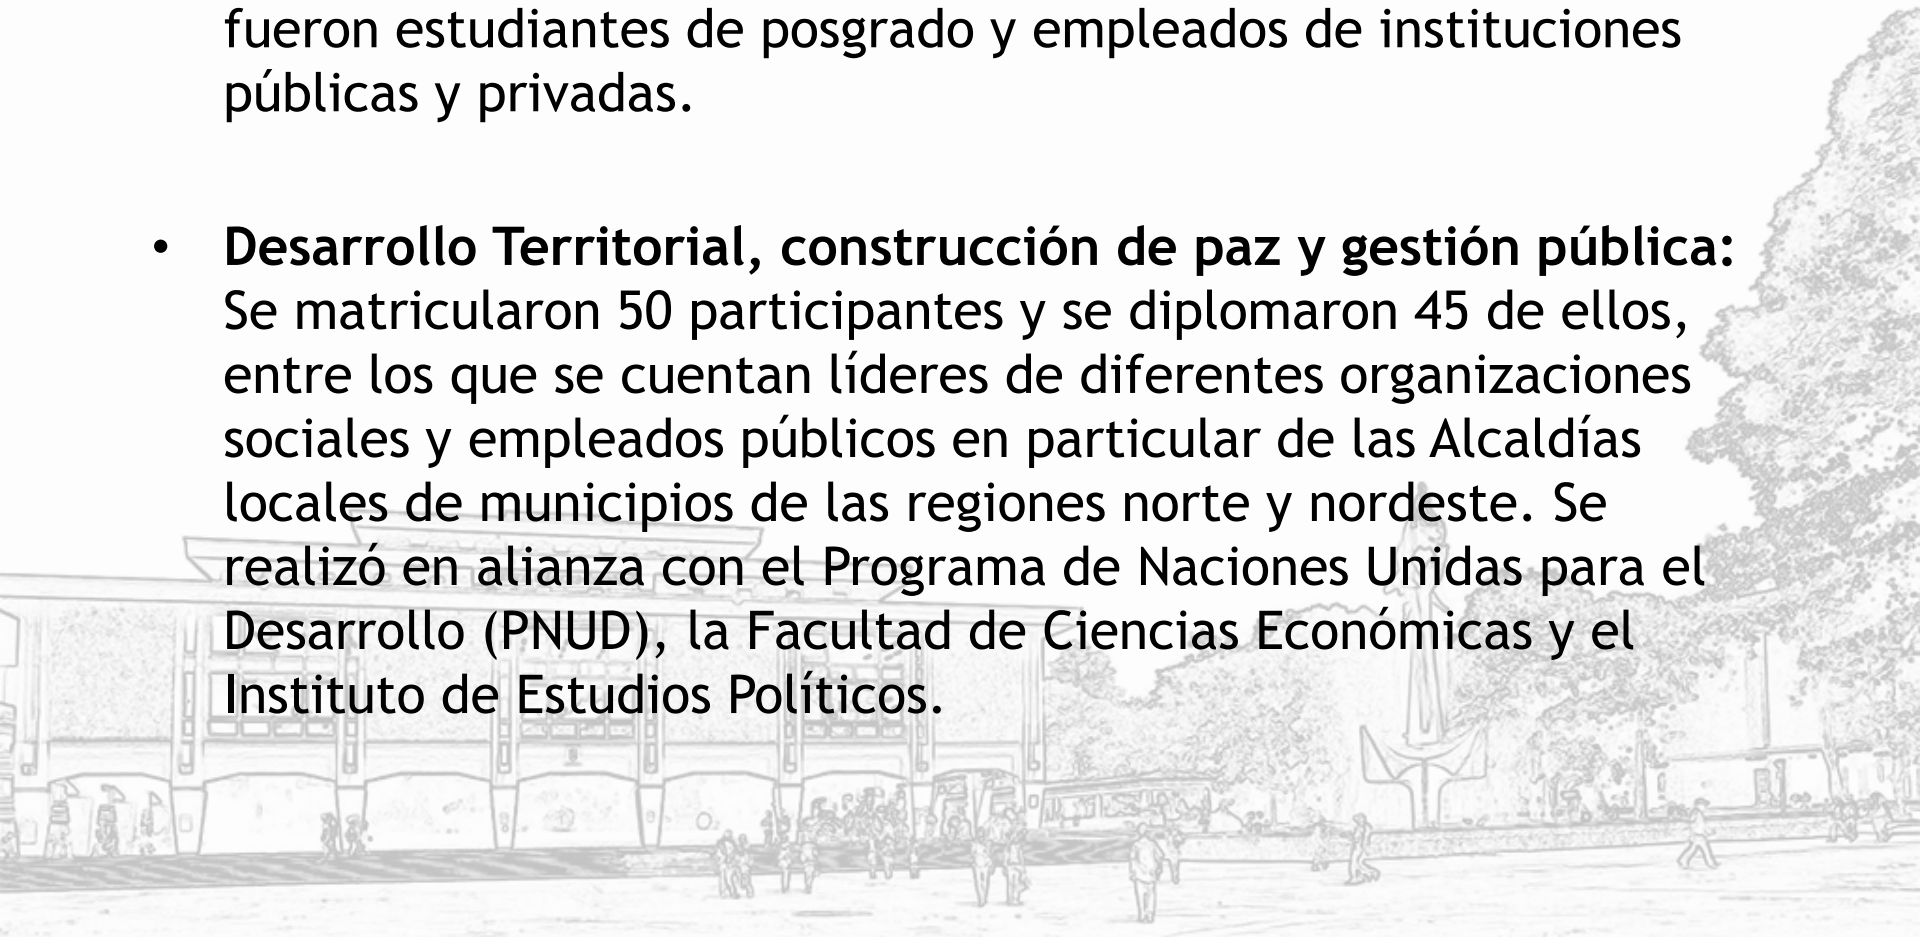 fueron estudiantes de posgrado y empleados de instituciones
públicas y privadas.
• Desarrollo Territorial, construcción de paz y gestión pública:
Se matricularon 50 participantes y se diplomaron 45 de ellos,
entre los que se cuentan líderes de diferentes organizaciones
sociales y empleados públicos en particular de las Alcaldías
locales de municipios de las regiones norte y nordeste. Se
realizó en alianza con el Programa de Naciones Unidas para el
Desarrollo (PNUD), la Facultad de Ciencias Económicas y el
Instituto de Estudios Políticos.